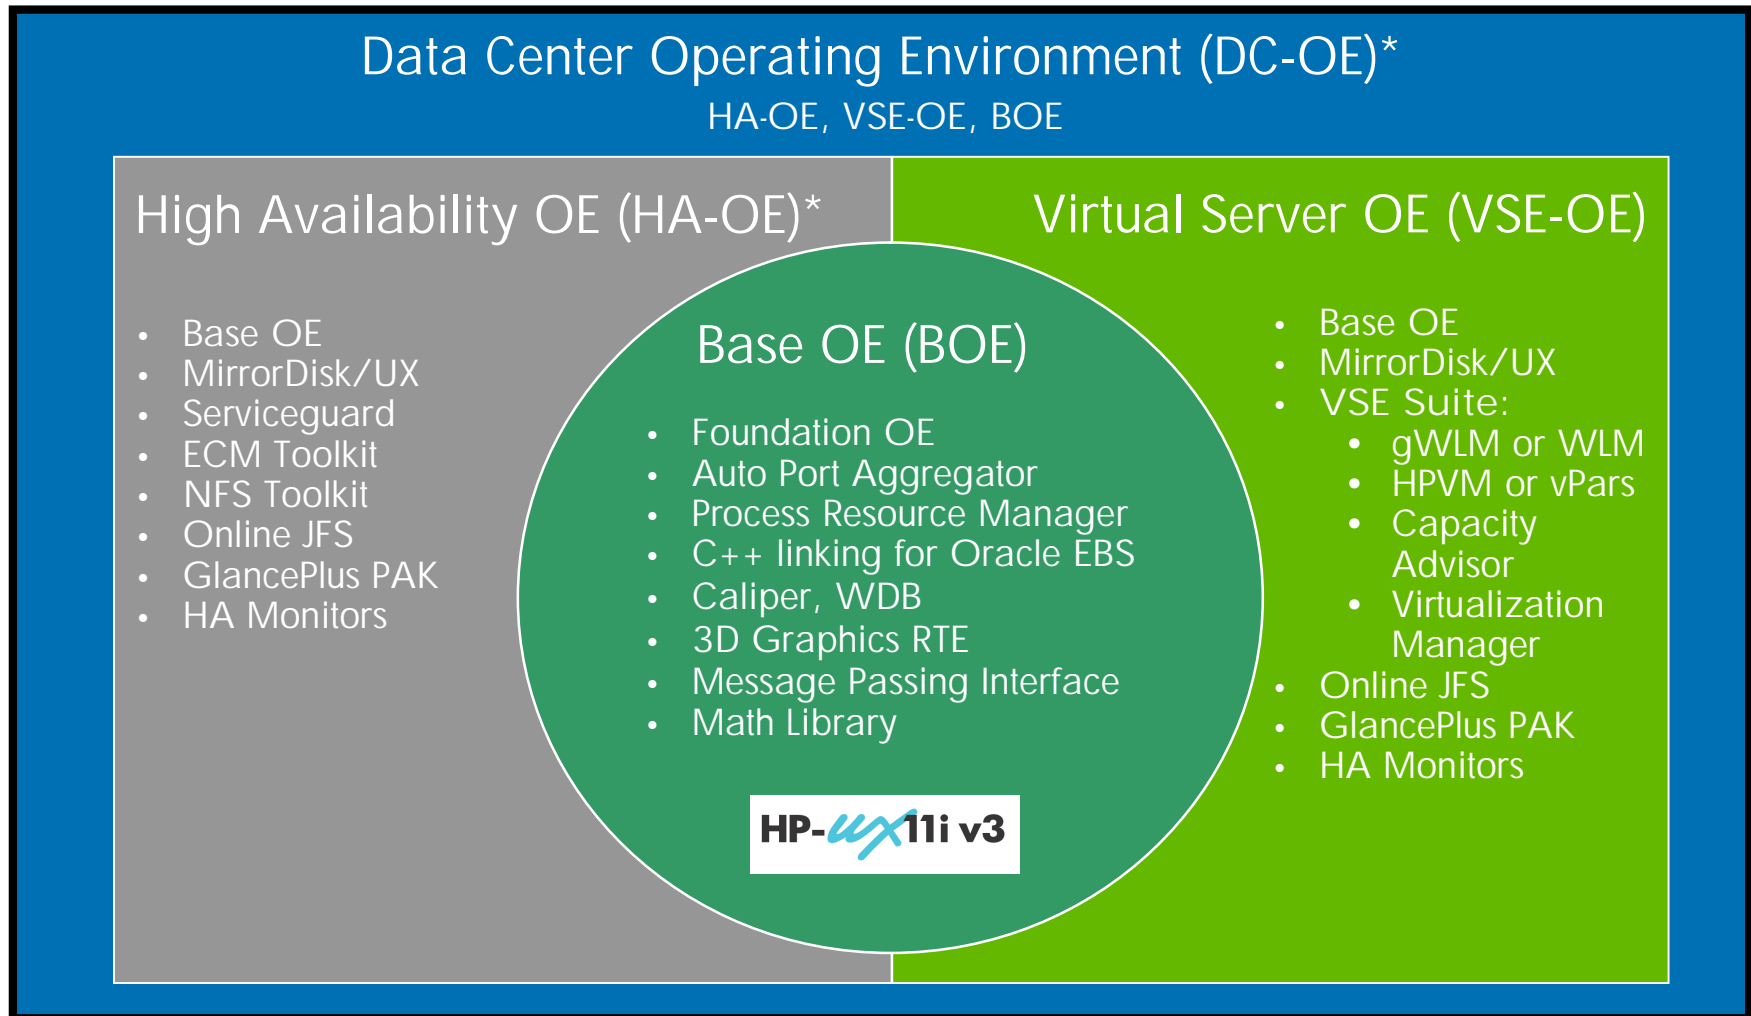 Data Center Operating Environment (DC-OE)*
HA-OE, VSE-OE, BOE
High Availability OE (HA-OE)*
• Base OE
• MirrorDisk/UX
• Serviceguard
• ECM Toolkit
• NFS Toolkit
• Online JFS
• GlancePlus PAK
• HA Monitors
Base OE (BOE)
• Foundation OE
• Auto Port Aggregator
• Process Resource Manager
• C++ linking for Oracle EBS
• Caliper, WDB
• 3D Graphics RTE
• Message Passing Interface
• Math Library
HP-ux 11i v3
Virtual Server OE (VSE-OE)
• Base OE
• MirrorDisk/UX
• VSE Suite:
• gWLM or WLM
• HPVM or vPars
• Capacity
Advisor
• Virtualization
Manager
• Online JFS
• GlancePlus PAK
• HA Monitors